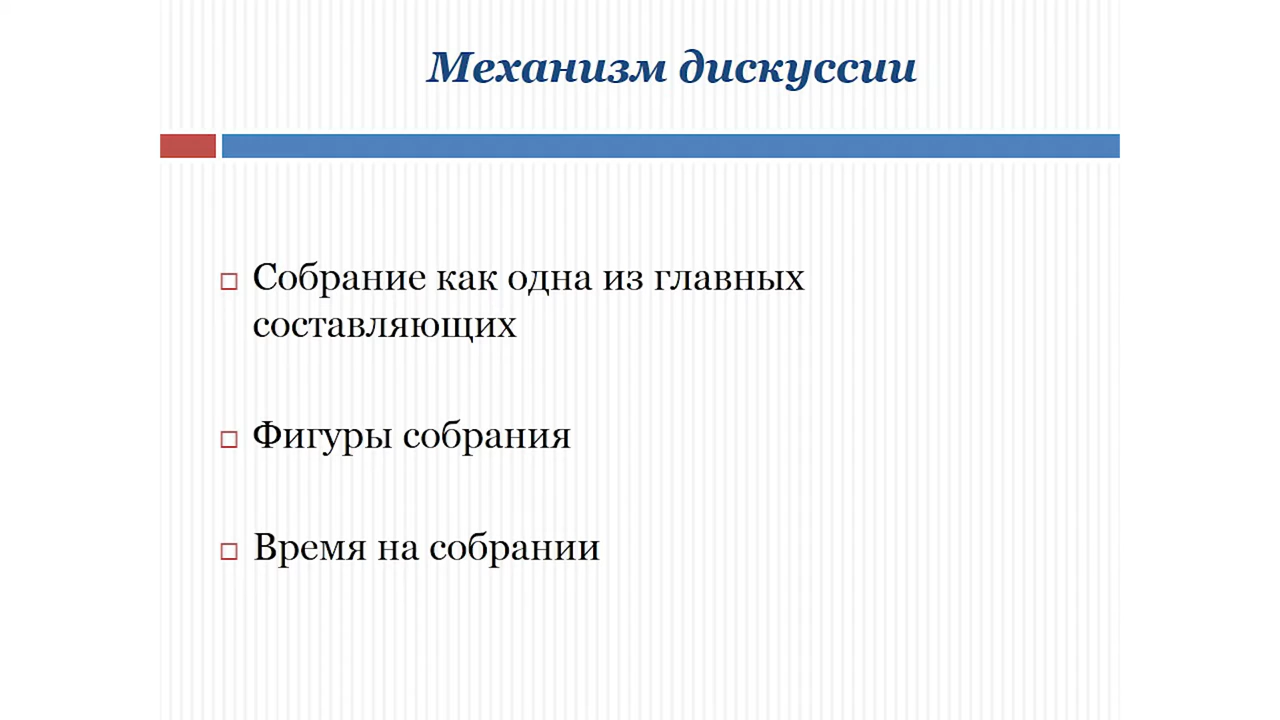 Механизм дискуссии
Собрание как одна из главных
составляющих
Фигуры собрания
Время на собрании